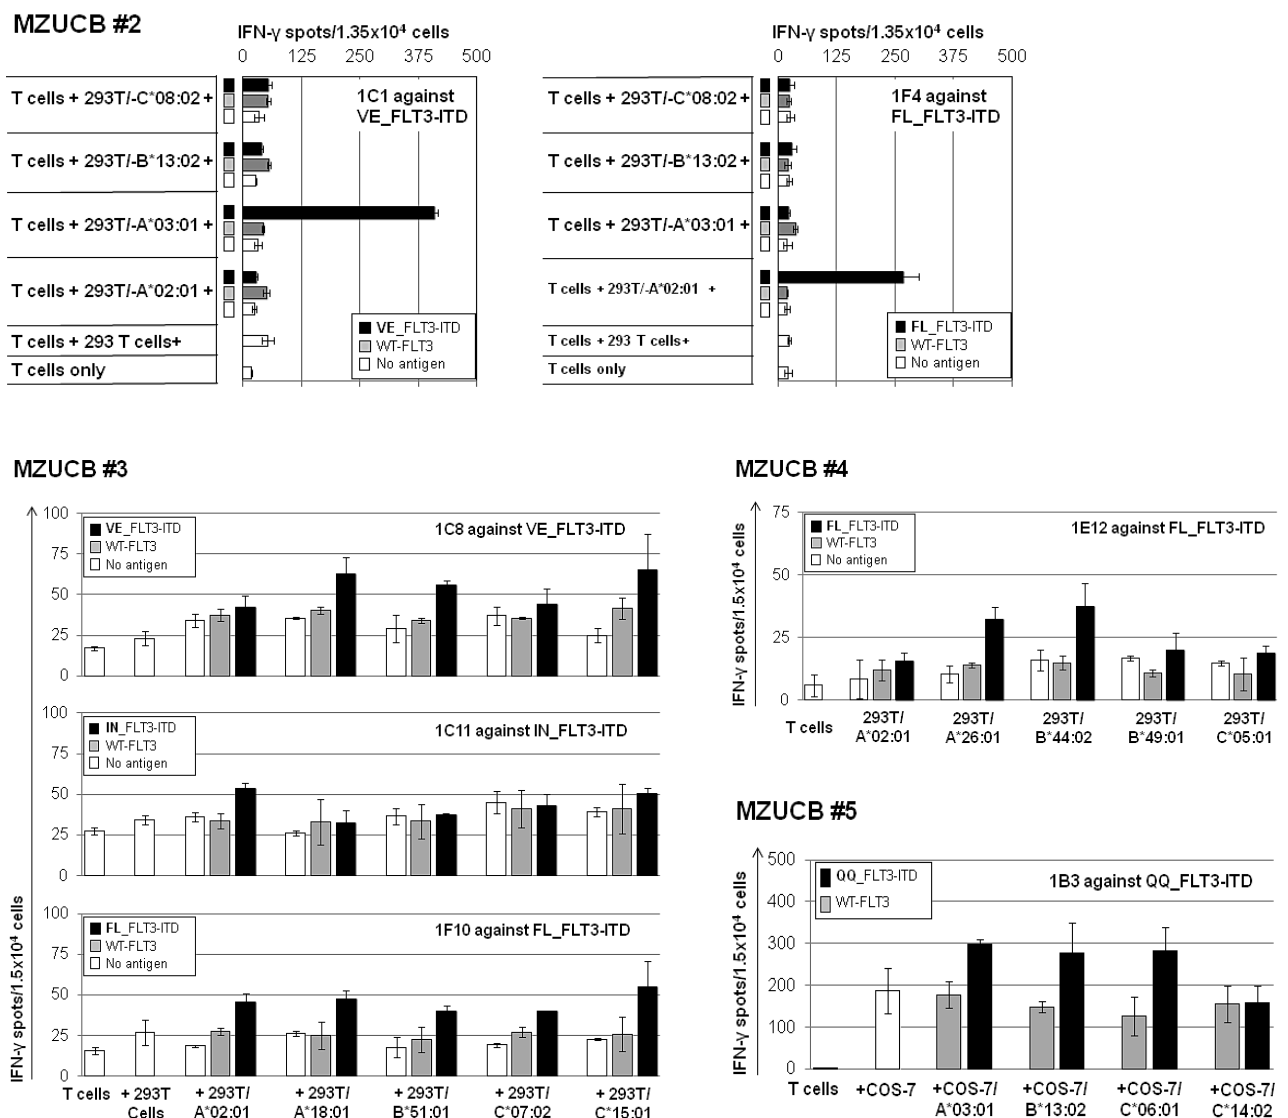 MZUCB #2
IFN-γ spots/1.35x10⁴ cells
0 125 250 375 500
T cells + 293T/-C*08:02 +
T cells + 293T/-B*13:02 +
T cells + 293T/-A*03:01 +
T cells + 293T/-A*02:01 +
T cells + 293 T cells+
T cells only
1C1 against
VE_FLT3-ITD
VE_FLT3-ITD
WT-FLT3
No antigen
IFN-γ spots/1.35x10⁴ cells
0 125 250 375 500
T cells + 293T/-C*08:02 +
T cells + 293T/-B*13:02 +
T cells + 293T/-A*03:01 +
T cells + 293T/-A*02:01 +
T cells + 293 T cells+
T cells only
1F4 against
FL_FLT3-ITD
FL_FLT3-ITD
WT-FLT3
No antigen
MZUCB #3
IFN-γ spots/1.5x10⁴ cells
100
75
50
25
0
VE_FLT3-ITD
WT-FLT3
No antigen
1C8 against VE_FLT3-ITD
100
75
50
25
0
IN_FLT3-ITD
WT-FLT3
No antigen
1C11 against IN_FLT3-ITD
100
75
50
25
0
FL_FLT3-ITD
WT-FLT3
No antigen
1F10 against FL_FLT3-ITD
T cells + 293T + 293T/ + 293T/ + 293T/ + 293T/ + 293T/
Cells A*02:01 A*18:01 B*51:01 C*07:02 C*15:01
MZUCB #4
IFN-γ spots/1.5x10⁴ cells
75
50
25
0
FL_FLT3-ITD
WT-FLT3
No antigen
1E12 against FL_FLT3-ITD
T cells 293T/ 293T/ 293T/ 293T/ 293T/
A*02:01 A*26:01 B*44:02 B*49:01 C*05:01
MZUCB #5
IFN-γ spots/1.5x10⁴ cells
500
400
300
200
100
0
QQ_FLT3-ITD
WT-FLT3
1B3 against QQ_FLT3-ITD
T cells +COS-7 +COS-7/ +COS-7/ +COS-7/ +COS-7/
A*03:01 B*13:02 C*06:01 C*14:02